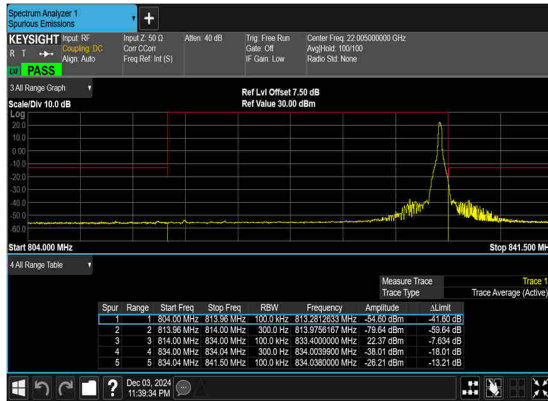 Spectrum Analyzer 1
Spurious Emissions
KEYSIGHT Input: RF Input Z: 50 Ω Atten: 40 dB Trig: Free Run Center Freq: 22.005000000 GHz
R T Coupling: DC Corr CCorr Gate: Off Avg|Hold: 100/100
Align: Auto Freq Ref: Int (S) IF Gain: Low Radio Std: None
PASS
3 All Range Graph
Ref Lvl Offset 7.50 dB
Scale/Div 10.0 dB Ref Value 30.00 dBm
Log
20.0
10.0
0.00
-10.0
-20.0
-30.0
-40.0
-50.0
-60.0
Start 804.000 MHz Stop 841.500 MH
4 All Range Table
Measure Trace Trace 1
Trace Type Trace Average (Active)
Spur Range Start Freq Stop Freq RBW Frequency Amplitude ΔLimit
1 1 804.00 MHz 813.96 MHz 100.0 kHz 813.2812633 MHz -54.60 dBm -41.60 dB
2 2 813.96 MHz 814.00 MHz 300.0 Hz 813.9756167 MHz -79.64 dBm -59.64 dB
3 3 814.00 MHz 834.00 MHz 100.0 kHz 833.4000000 MHz 22.37 dBm -7.634 dB
4 4 834.00 MHz 834.04 MHz 300.0 Hz 834.0039900 MHz -38.01 dBm -18.01 dB
5 5 834.04 MHz 841.50 MHz 100.0 kHz 834.0380000 MHz -26.21 dBm -13.21 dB
Dec 03, 2024
11:39:34 PM